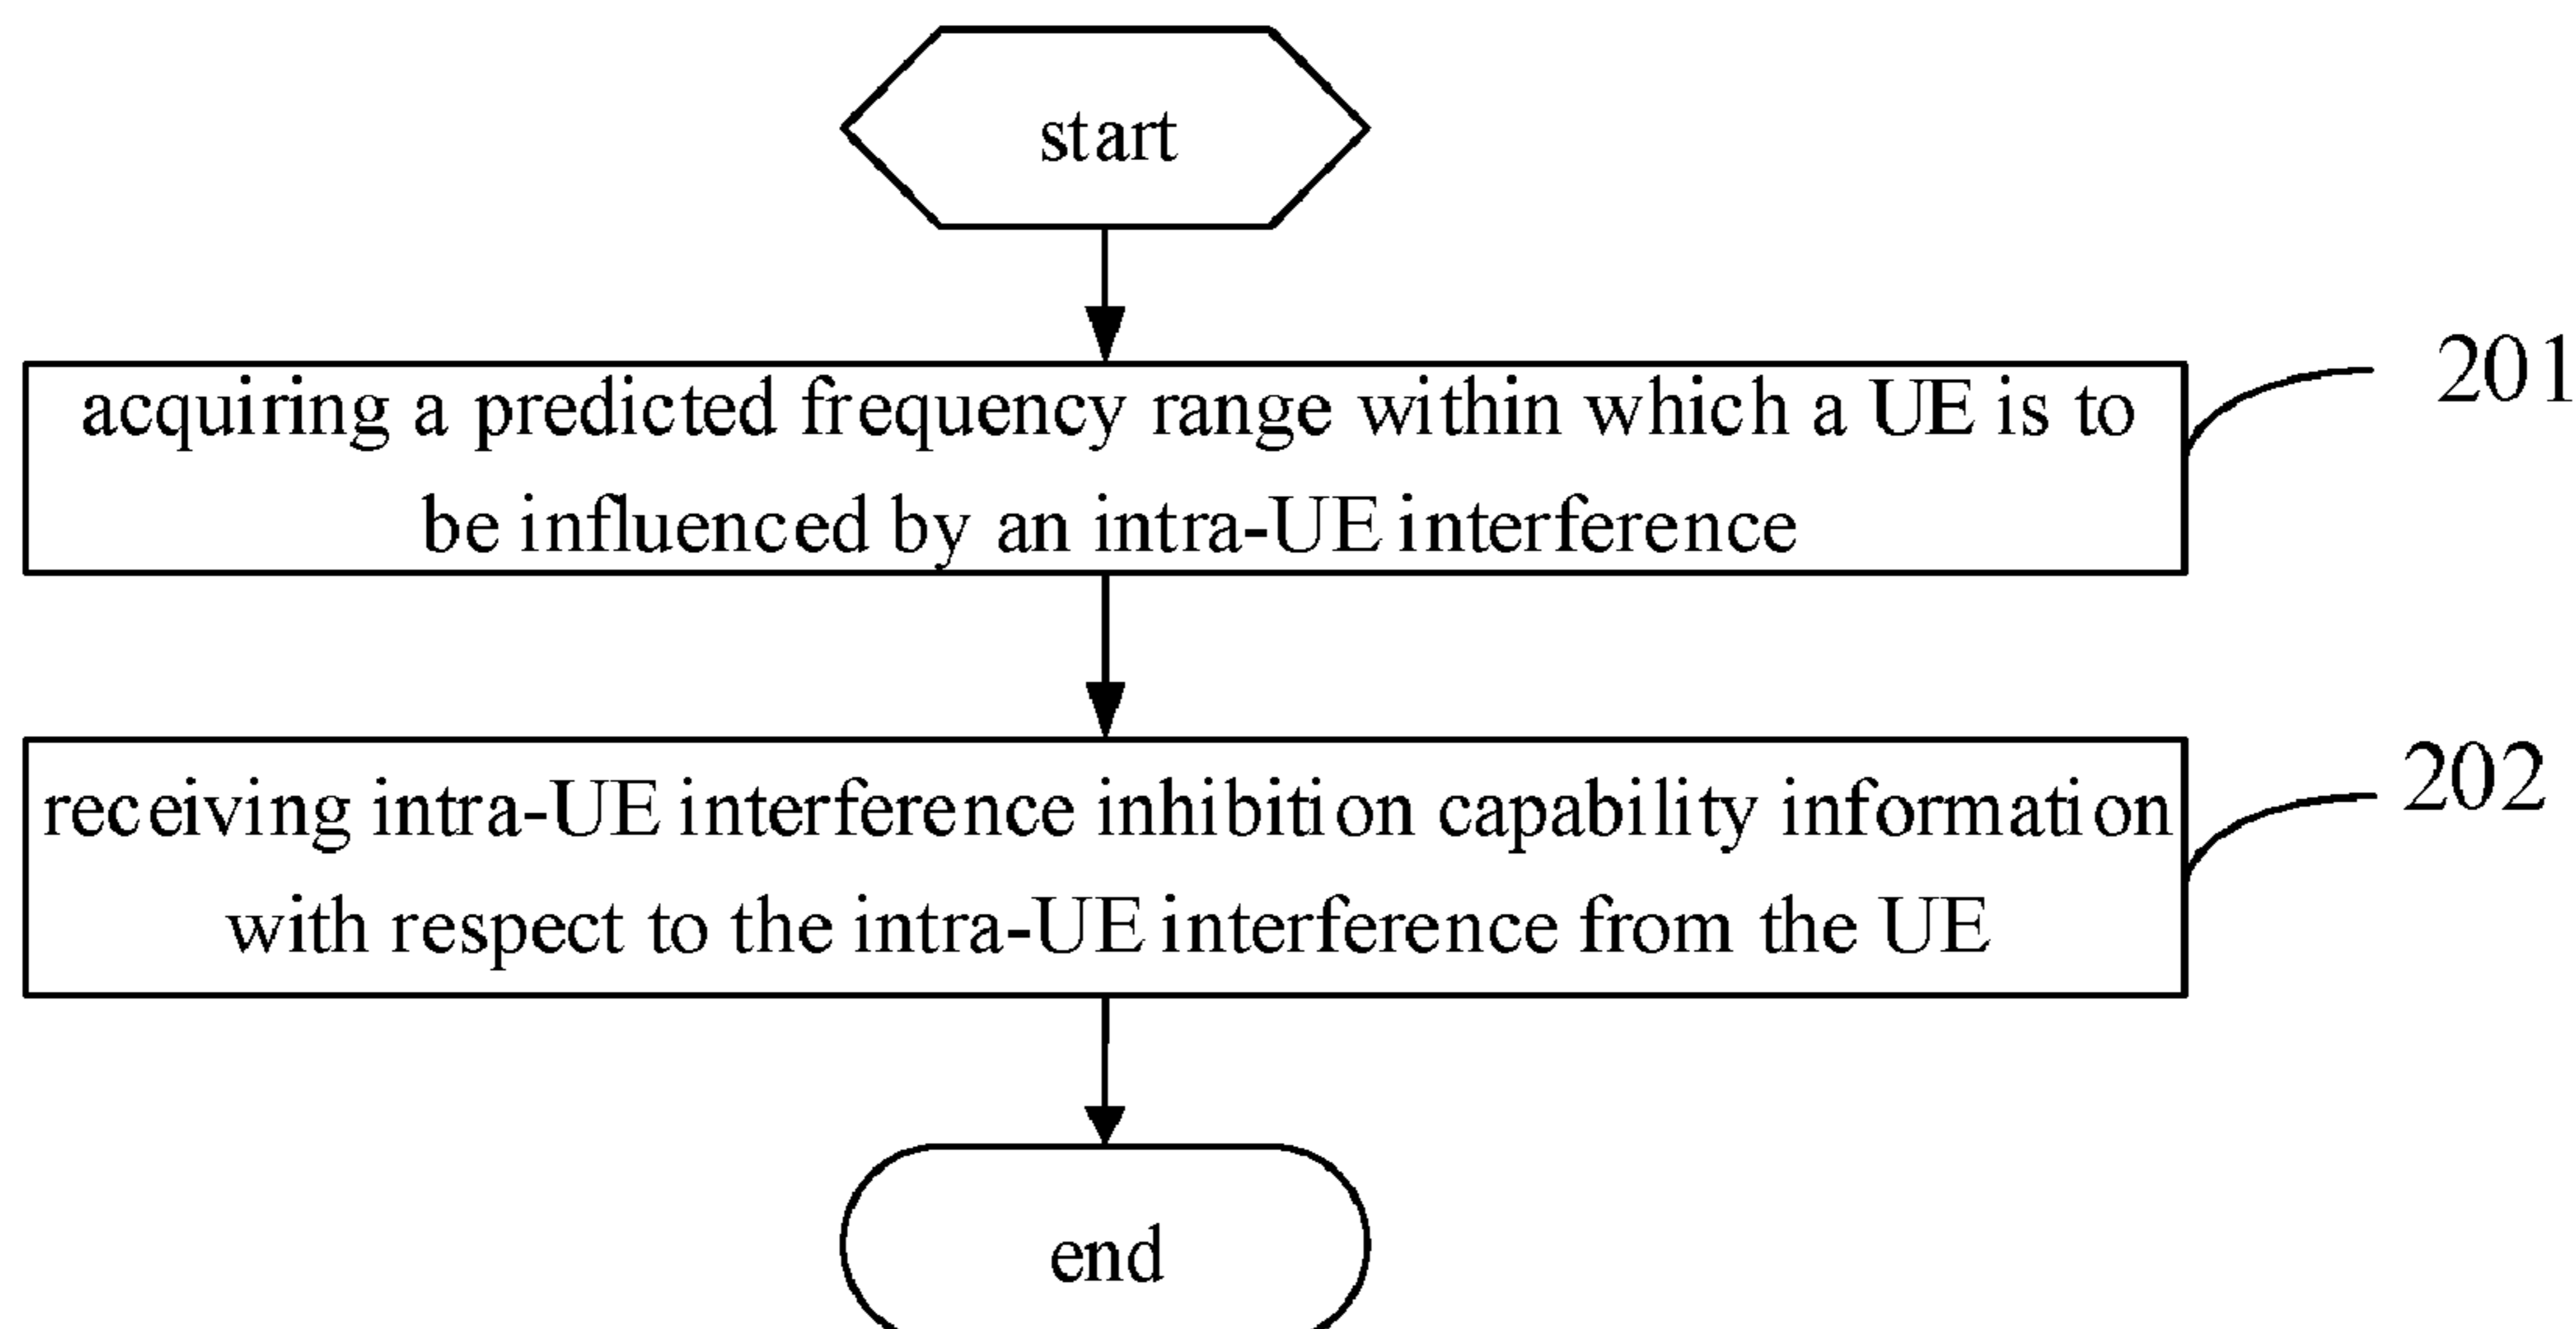 start
acquiring a predicted frequency range within which a UE is to
be influenced by an intra-UE interference
201
receiving intra-UE interference inhibition capability information
with respect to the intra-UE interference from the UE
202
end